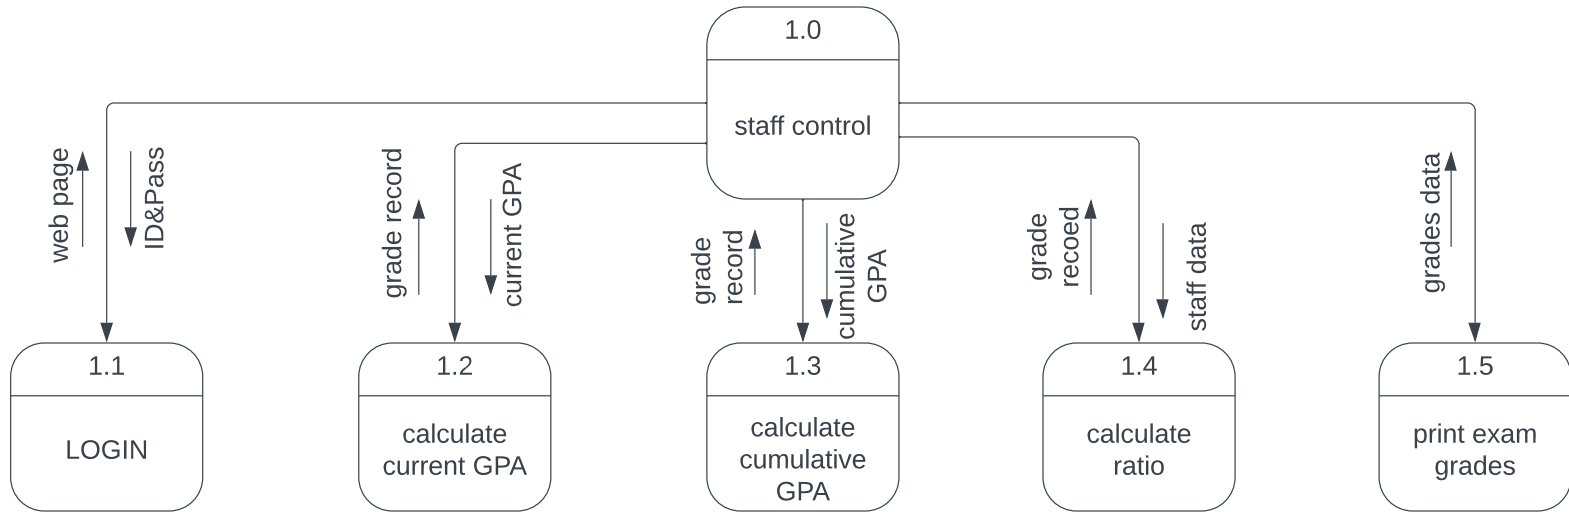 1.0
staff control
web page
ID&Pass
grade record
current GPA
grade
record
cumulative
GPA
grade
recoed
staff data
grades data
1.1
LOGIN
1.2
calculate
current GPA
1.3
calculate
cumulative
GPA
1.4
calculate
ratio
1.5
print exam
grades